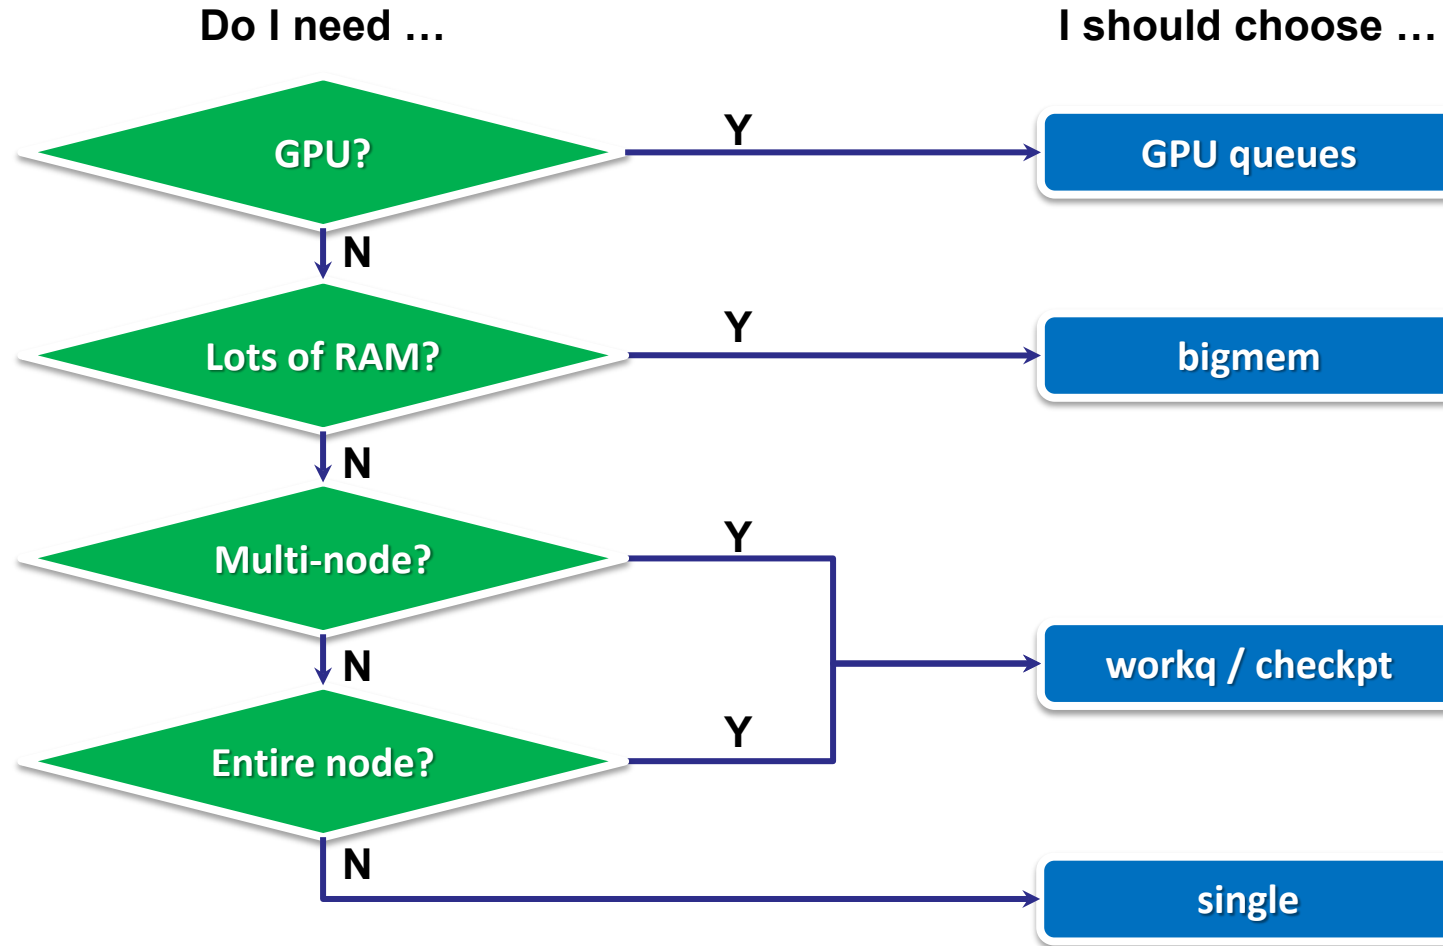 Do I need …
I should choose …
GPU?
Y
GPU queues
N
Lots of RAM?
Y
bigmem
N
Multi-node?
Y
N
workq / checkpt
Entire node?
Y
N
single